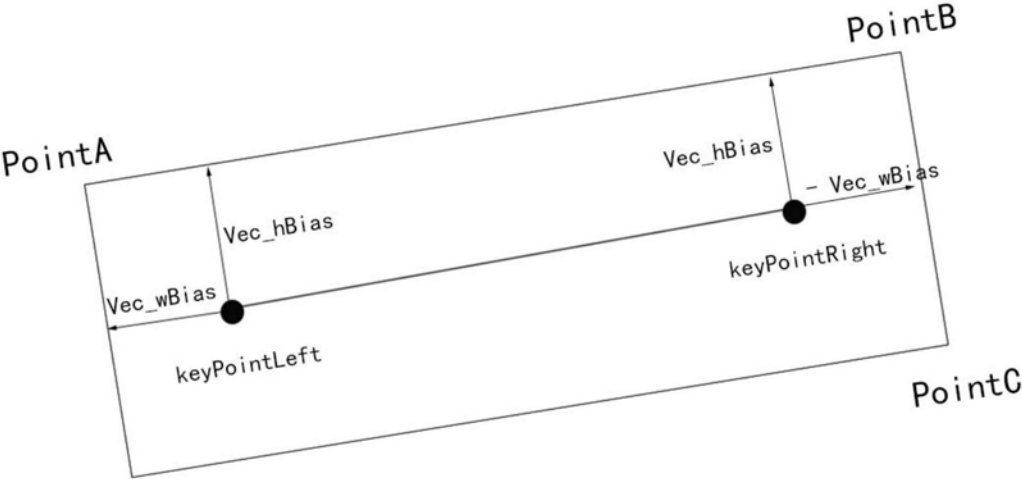 PointB
PointA
Vec_hBias
- Vec_wBias
Vec_hBias
keyPointRight
Vec_wBias
keyPointLeft
PointC